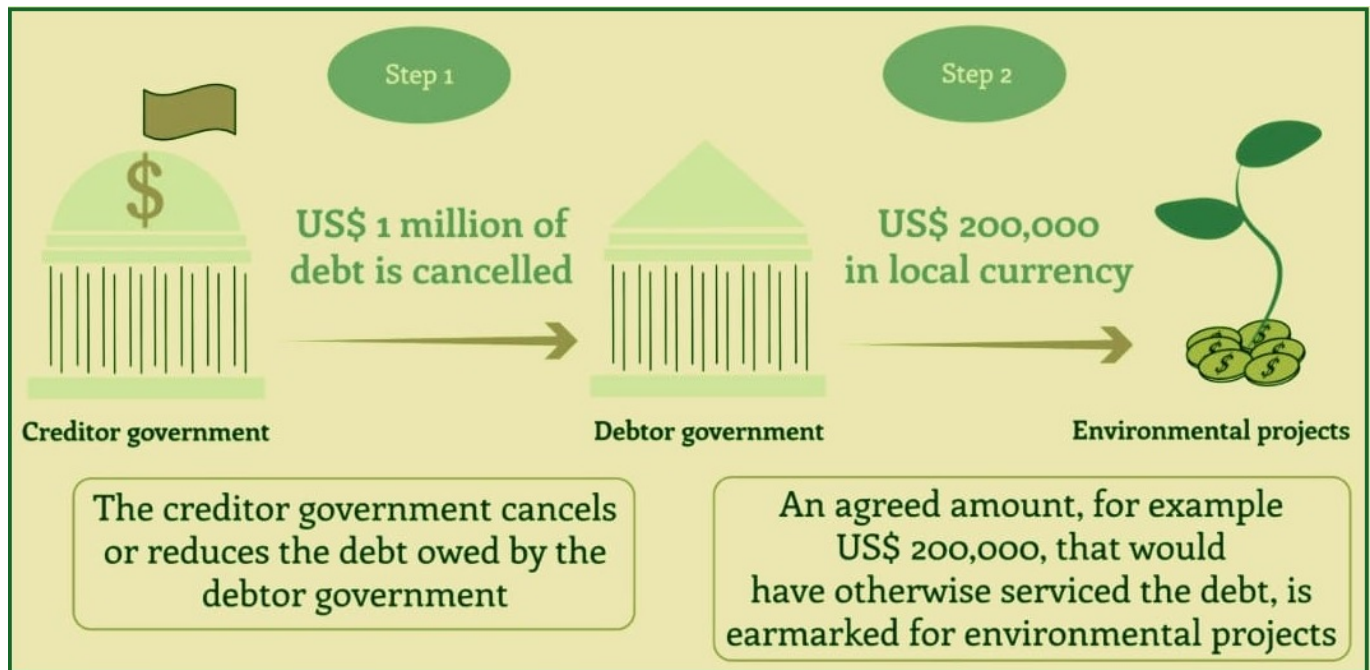 Step 1
Step 2
$
US$ 1 million of
debt is cancelled
US$ 200,000
in local currency
$
$
$
$
$
Creditor government
Debtor government
Environmental projects
The creditor government cancels
or reduces the debt owed by the
debtor government
An agreed amount, for example
US$ 200,000, that would
have otherwise serviced the debt, is
earmarked for environmental projects